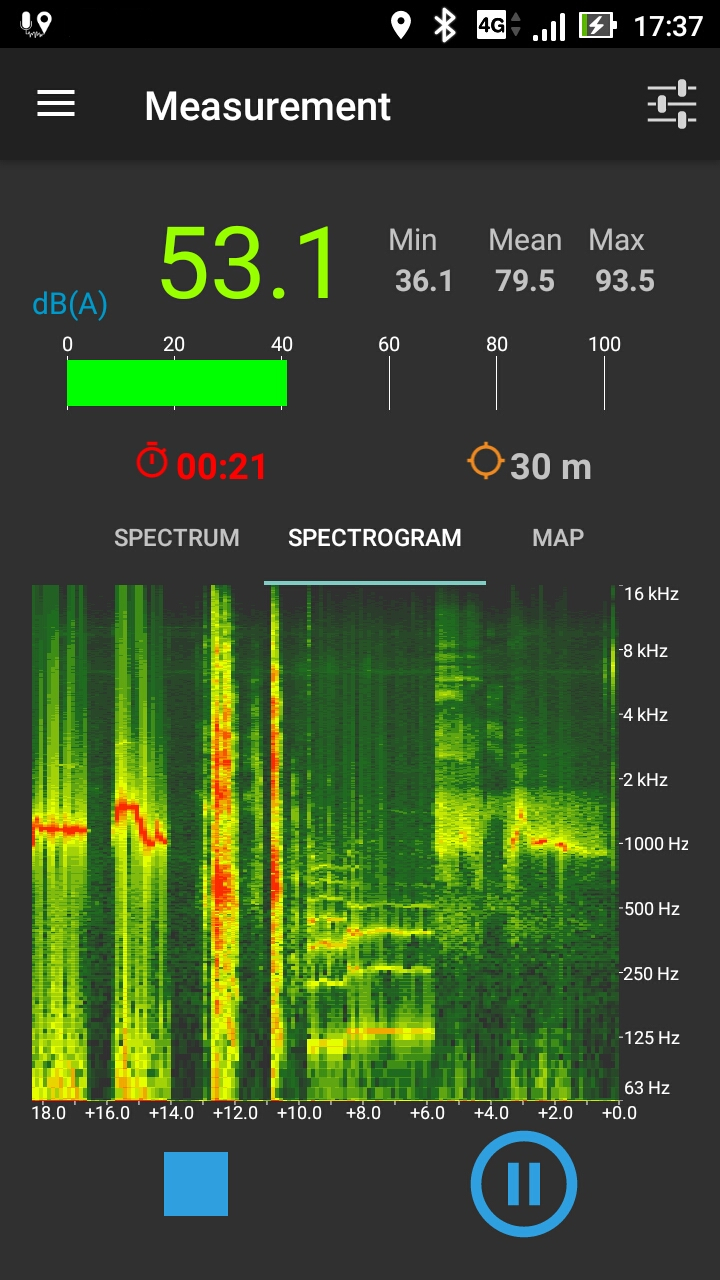 4G 17:37
Measurement
dB(A) 53.1
Min Mean Max
36.1 79.5 93.5
0 20 40 60 80 100
00:21 30 m
SPECTRUM SPECTROGRAM MAP
16 kHz
8 kHz
4 kHz
2 kHz
1000 Hz
500 Hz
250 Hz
125 Hz
63 Hz
18.0 +16.0 +14.0 +12.0 +10.0 +8.0 +6.0 +4.0 +2.0 +0.0